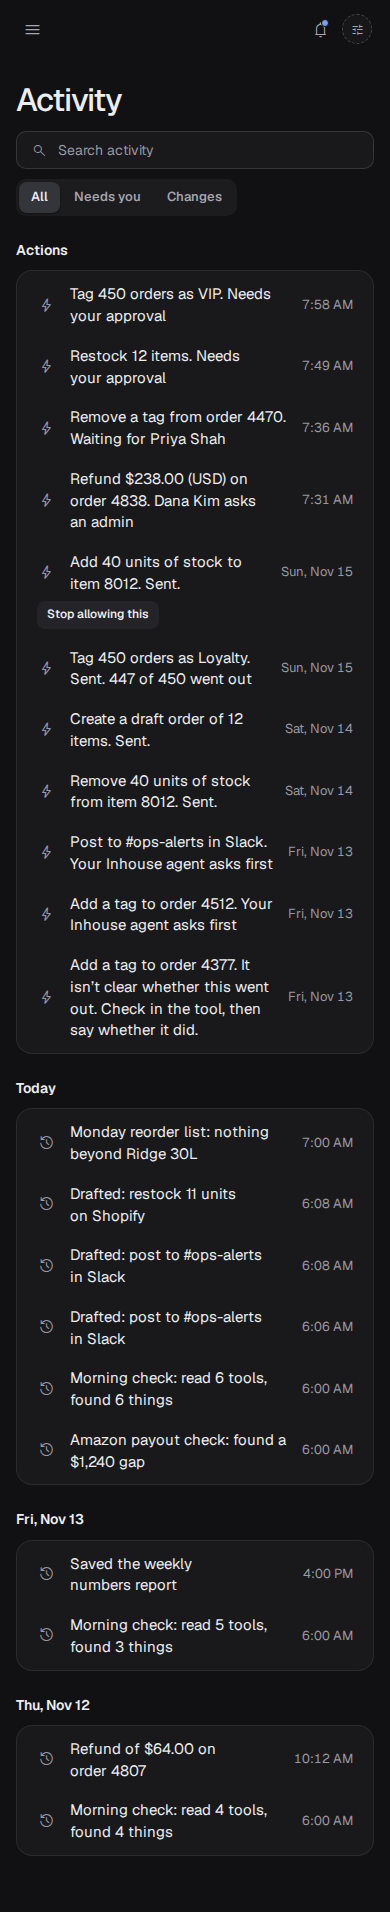 Activity
Search activity
All
Needs you
Changes
Actions
Tag 450 orders as VIP. Needs
your approval
7:58 AM
Restock 12 items. Needs
your approval
7:49 AM
Remove a tag from order 4470.
Waiting for Priya Shah
7:36 AM
Refund $238.00 (USD) on
order 4838. Dana Kim asks
an admin
7:31 AM
Add 40 units of stock to
item 8012. Sent.
Sun, Nov 15
Stop allowing this
Tag 450 orders as Loyalty.
Sent. 447 of 450 went out
Sun, Nov 15
Create a draft order of 12
items. Sent.
Sat, Nov 14
Remove 40 units of stock
from item 8012. Sent.
Sat, Nov 14
Post to #ops-alerts in Slack.
Your Inhouse agent asks first
Fri, Nov 13
Add a tag to order 4512. Your
Inhouse agent asks first
Fri, Nov 13
Add a tag to order 4377. It
isn't clear whether this went
out. Check in the tool, then
say whether it did.
Fri, Nov 13
Today
Monday reorder list: nothing
beyond Ridge 30L
7:00 AM
Drafted: restock 11 units
on Shopify
6:08 AM
Drafted: post to #ops-alerts
in Slack
6:08 AM
Drafted: post to #ops-alerts
in Slack
6:06 AM
Morning check: read 6 tools,
found 6 things
6:00 AM
Amazon payout check: found a
$1,240 gap
6:00 AM
Fri, Nov 13
Saved the weekly
numbers report
4:00 PM
Morning check: read 5 tools,
found 3 things
6:00 AM
Thu, Nov 12
Refund of $64.00 on
order 4807
10:12 AM
Morning check: read 4 tools,
found 4 things
6:00 AM